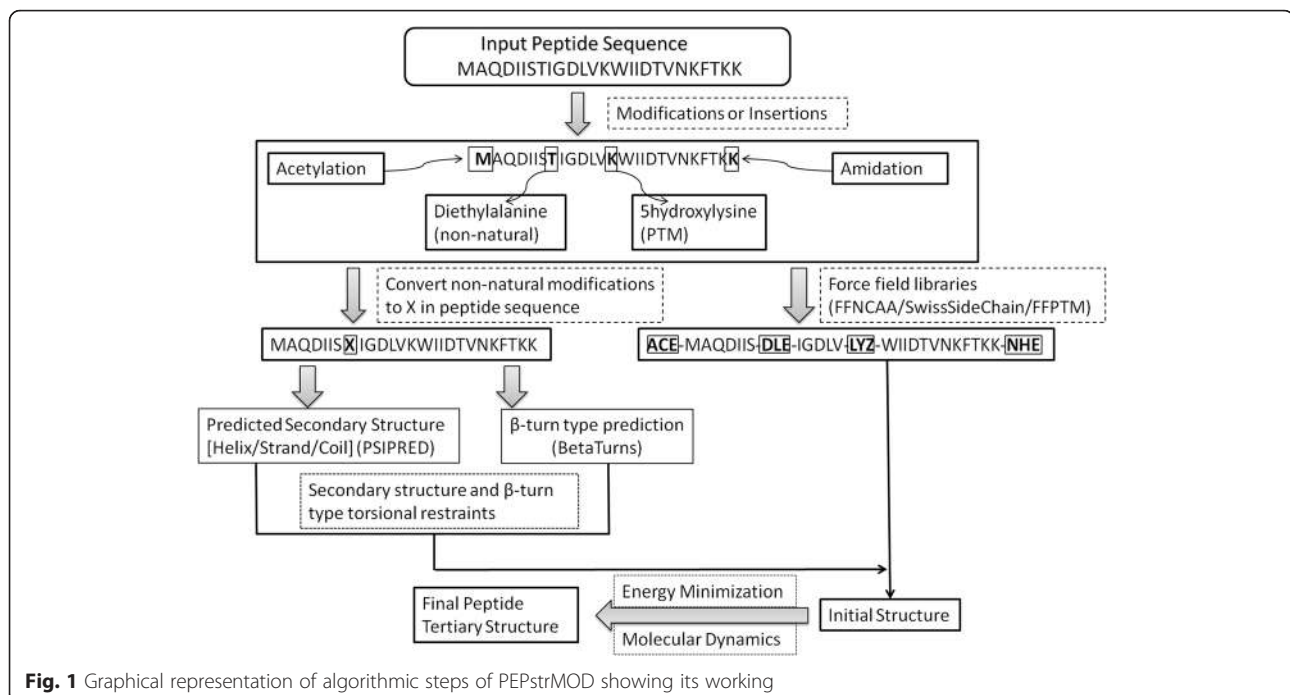 Input Peptide Sequence
MAQDIISTIGDLVKWIIDTVNKFTKK
Modifications or Insertions
MAQDIISTIGDLVKWIIDTVNKFTKK
Acetylation
Amidation
Diethylalanine
(non-natural)
5hydroxylysine
(PTM)
Convert non-natural modifications
to X in peptide sequence
Force field libraries
(FFNCAA/SwissSideChain/FFPTM)
MAQDIISXIGDLVKWIIDTVNKFTKK
ACE-MAQDIIS-DLE-IGDLV-LYZ-WIIDTVNKFTKK-NHE
Predicted Secondary Structure
[Helix/Strand/Coil] (PSIPRED)
β-turn type prediction
(BetaTurns)
Secondary structure and β-turn
type torsional restraints
Energy Minimization
Molecular Dynamics
Final Peptide
Tertiary Structure
Initial Structure
Fig. 1 Graphical representation of algorithmic steps of PEPstrMOD showing its working